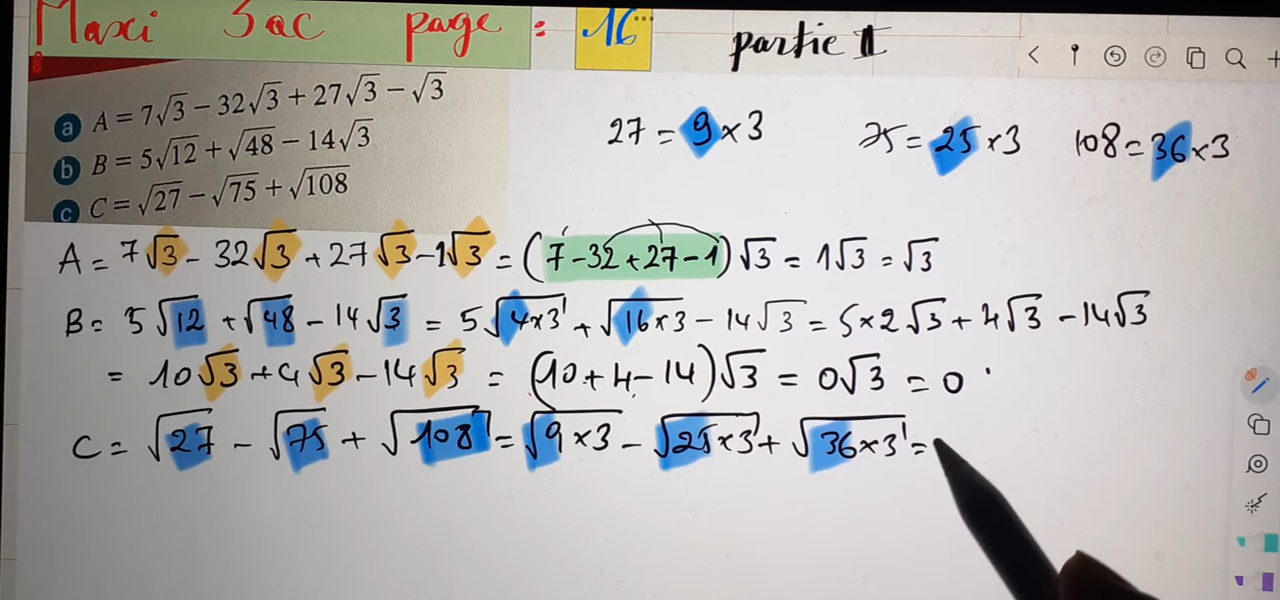 Maxi Bac page : 16 partie I
a A = 7√3 − 32√3 + 27√3 − √3
b B = 5√12 + √48 − 14√3
c C = √27 − √75 + √108
27 = 9 × 3 75 = 25 × 3 108 = 36 × 3
A = 7√3 − 32√3 + 27√3 − 1√3 = (7 − 32 + 27 − 1)√3 = 1√3 = √3
B = 5√12 + √48 − 14√3 = 5√(4×3) + √(16×3) − 14√3 = 5×2√3 + 4√3 − 14√3
= 10√3 + 4√3 − 14√3 = (10 + 4 − 14)√3 = 0√3 = 0
C = √27 − √75 + √108 = √(9×3) − √(25×3) + √(36×3) =